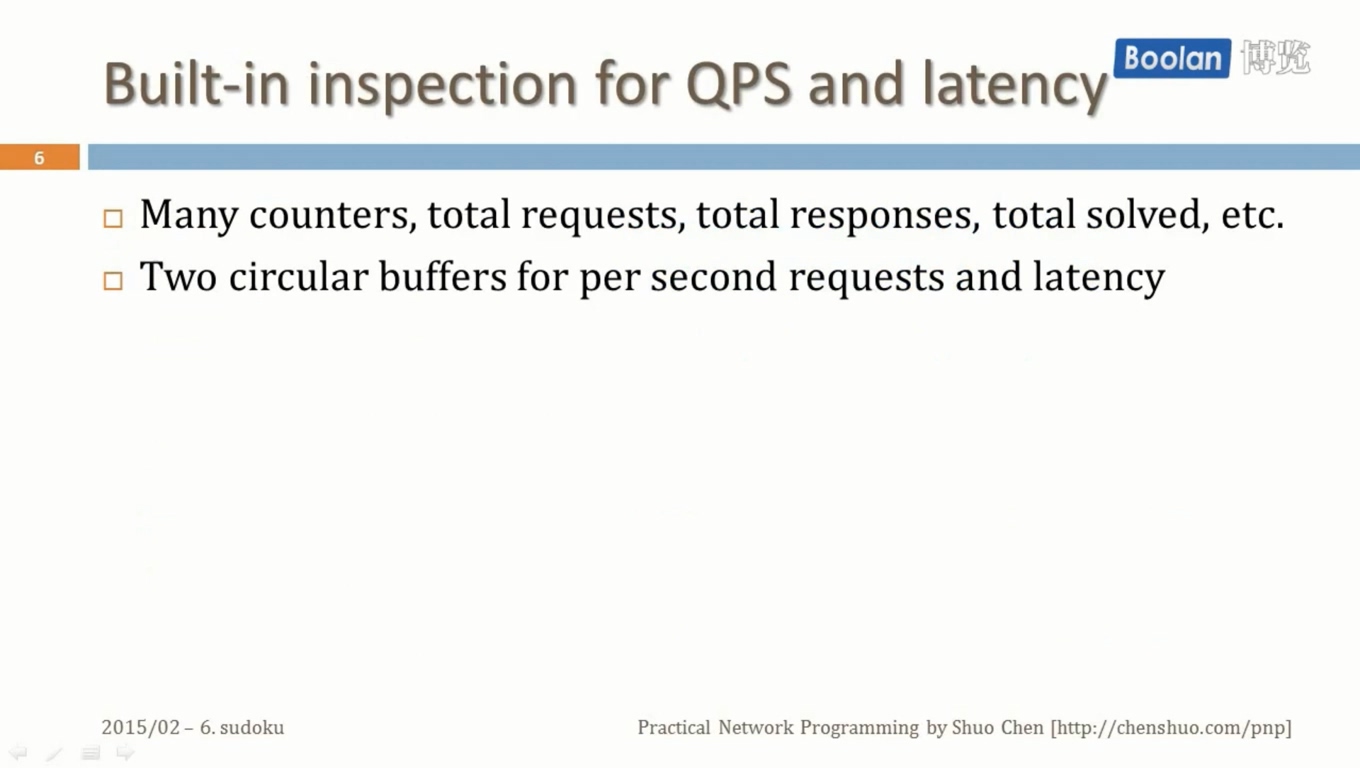 Built-in inspection for QPS and latency
Boolan 博览
6
Many counters, total requests, total responses, total solved, etc.
Two circular buffers for per second requests and latency
2015/02 – 6. sudoku
Practical Network Programming by Shuo Chen [http://chenshuo.com/pnp]